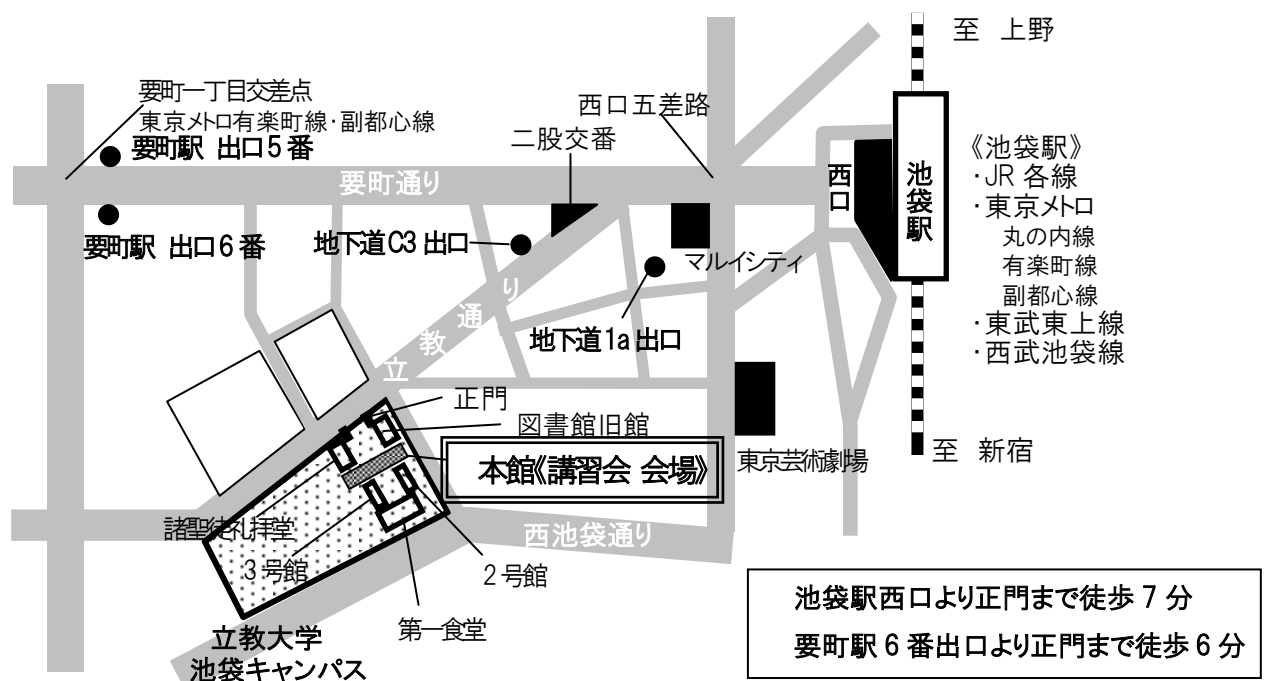 至 上野
要町一丁目交差点
東京メトロ有楽町線・副都心線
要町駅 出口5番
西口五差路
二股交番
要町通り
西口
池袋駅
《池袋駅》
・JR 各線
・東京メトロ
丸の内線
有楽町線
副都心線
・東武東上線
・西武池袋線
要町駅 出口6番
地下道C3出口
マルイシティ
地下道1a出口
立教通り
正門
図書館旧館
本館《講習会 会場》
東京芸術劇場
至 新宿
諸聖徒礼拝堂
西池袋通り
3号館
2号館
第一食堂
立教大学
池袋キャンパス
池袋駅西口より正門まで徒歩 7 分
要町駅 6 番出口より正門まで徒歩 6 分